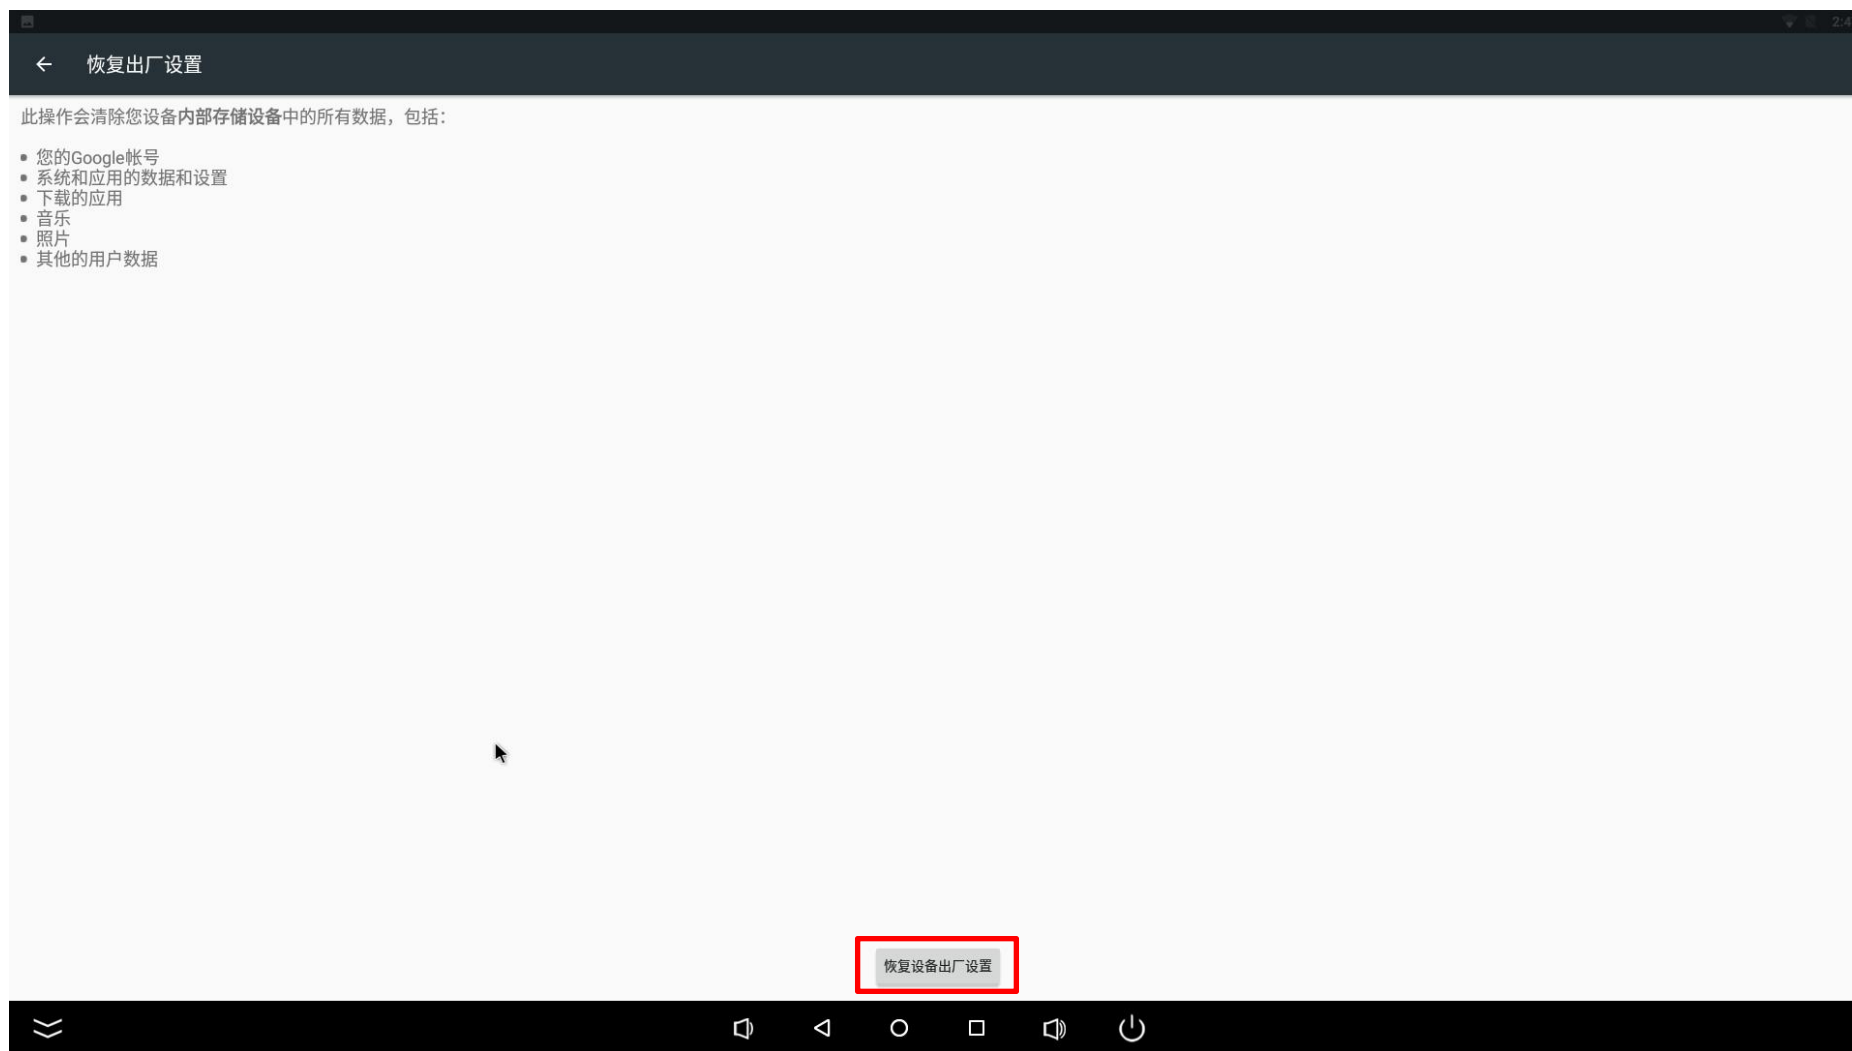 2:4
恢复出厂设置
此操作会清除您设备内部存储设备中的所有数据，包括：
• 您的Google帐号
• 系统和应用的数据和设置
• 下载的应用
• 音乐
• 照片
• 其他的用户数据
恢复设备出厂设置